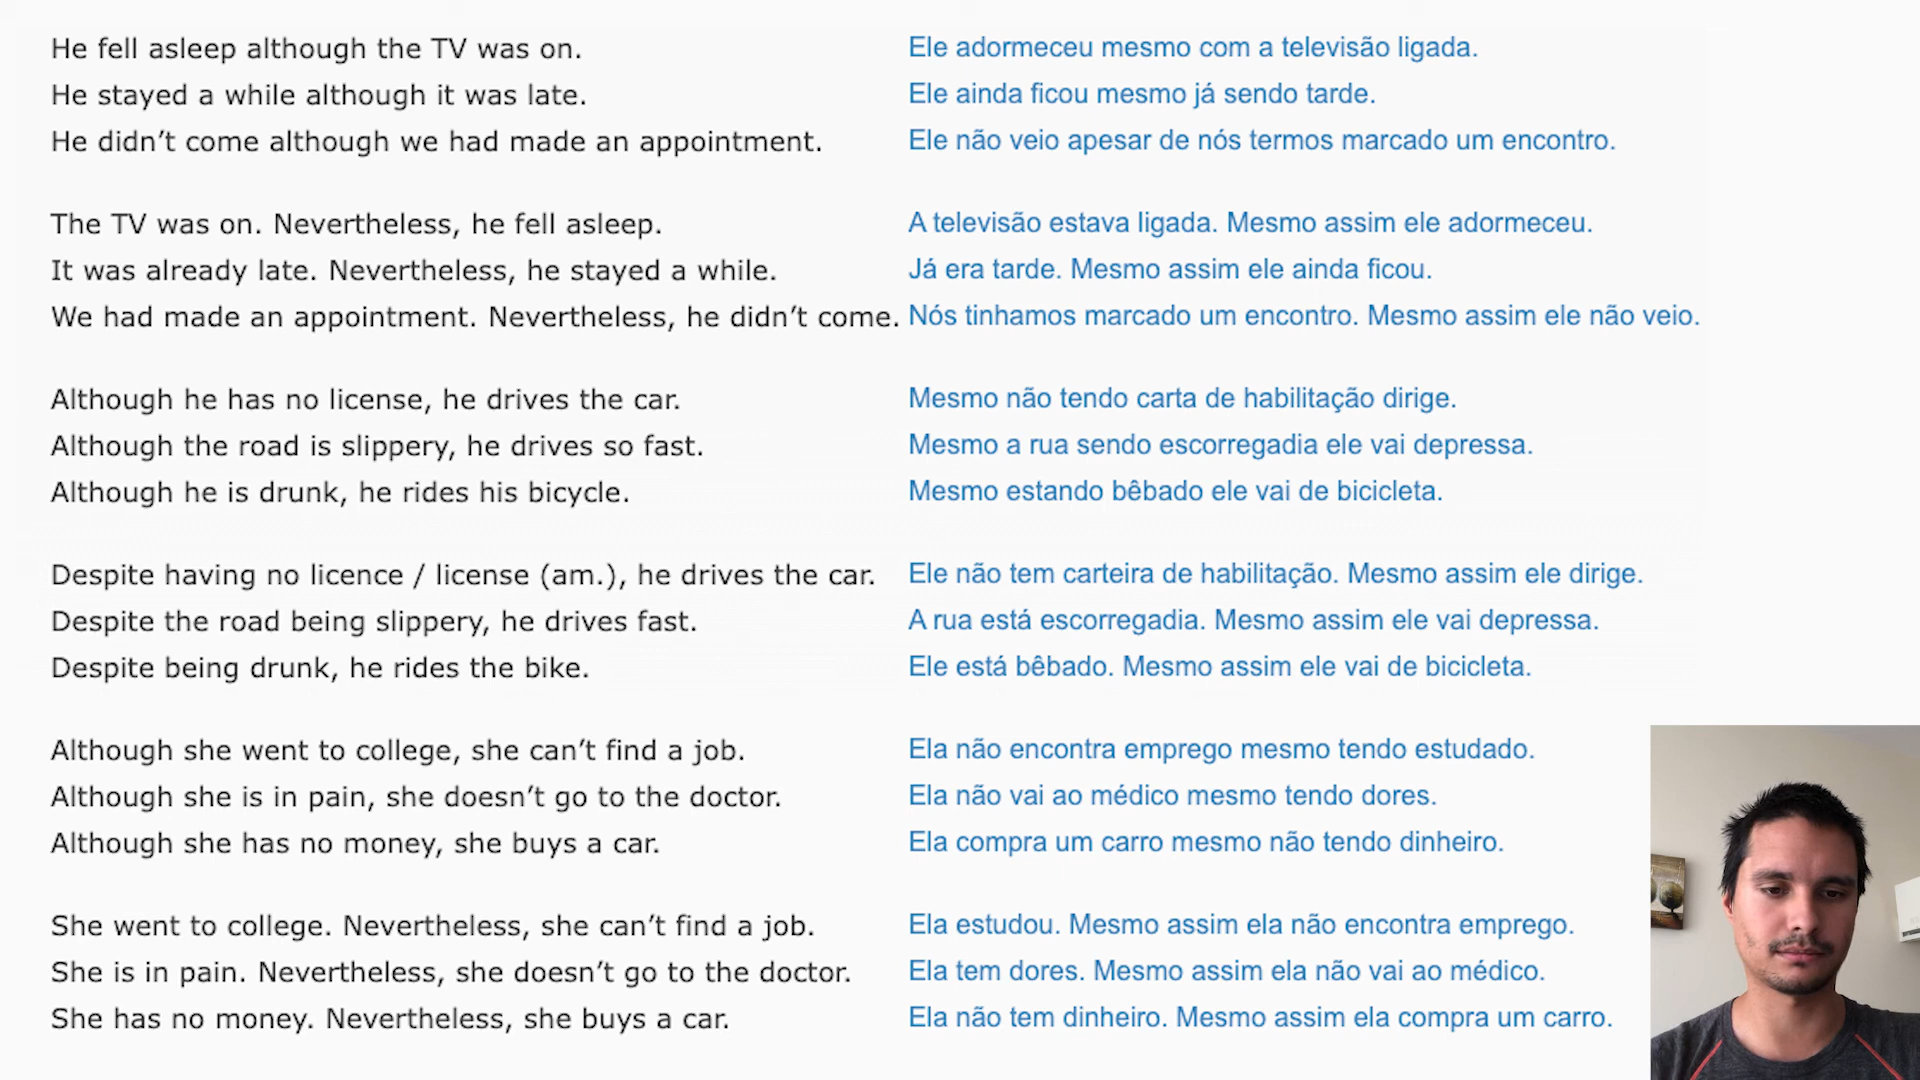 He fell asleep although the TV was on. Ele adormeceu mesmo com a televisão ligada.
He stayed a while although it was late. Ele ainda ficou mesmo já sendo tarde.
He didn’t come although we had made an appointment. Ele não veio apesar de nós termos marcado um encontro.
The TV was on. Nevertheless, he fell asleep. A televisão estava ligada. Mesmo assim ele adormeceu.
It was already late. Nevertheless, he stayed a while. Já era tarde. Mesmo assim ele ainda ficou.
We had made an appointment. Nevertheless, he didn’t come. Nós tinhamos marcado um encontro. Mesmo assim ele não veio.
Although he has no license, he drives the car. Mesmo não tendo carta de habilitação dirige.
Although the road is slippery, he drives so fast. Mesmo a rua sendo escorregadia ele vai depressa.
Although he is drunk, he rides his bicycle. Mesmo estando bêbado ele vai de bicicleta.
Despite having no licence / license (am.), he drives the car. Ele não tem carteira de habilitação. Mesmo assim ele dirige.
Despite the road being slippery, he drives fast. A rua está escorregadia. Mesmo assim ele vai depressa.
Despite being drunk, he rides the bike. Ele está bêbado. Mesmo assim ele vai de bicicleta.
Although she went to college, she can’t find a job. Ela não encontra emprego mesmo tendo estudado.
Although she is in pain, she doesn’t go to the doctor. Ela não vai ao médico mesmo tendo dores.
Although she has no money, she buys a car. Ela compra um carro mesmo não tendo dinheiro.
She went to college. Nevertheless, she can’t find a job. Ela estudou. Mesmo assim ela não encontra emprego.
She is in pain. Nevertheless, she doesn’t go to the doctor. Ela tem dores. Mesmo assim ela não vai ao médico.
She has no money. Nevertheless, she buys a car. Ela não tem dinheiro. Mesmo assim ela compra um carro.